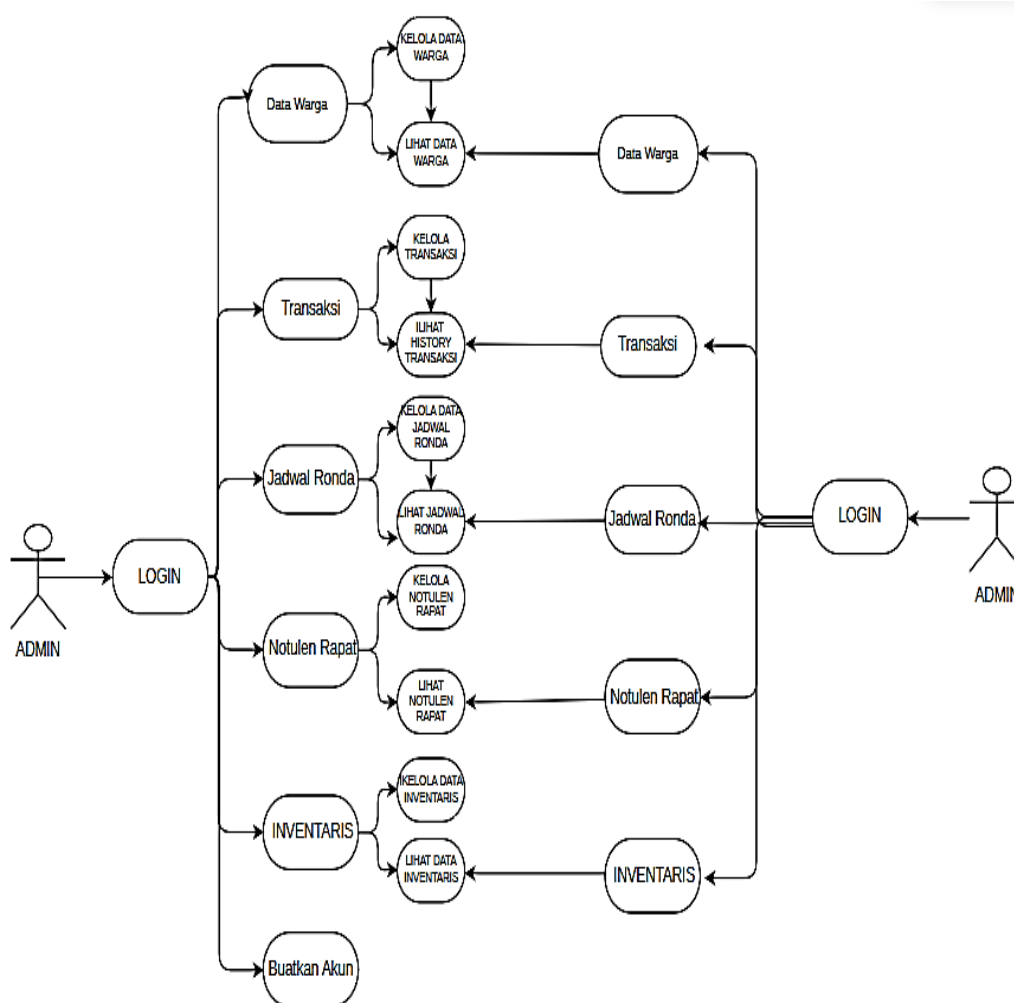 KELOLA DATA
WARGA
Data Warga
LIHAT DATA
WARGA
Data Warga
KELOLA
TRANSAKSI
Transaksi
ILIHAT
HISTORY
TRANSAKSI
Transaksi
KELOLA DATA
JADWAL
RONDA
Jadwal Ronda
LIHAT JADWAL
RONDA
Jadwal Ronda
LOGIN
ADMIN
LOGIN
ADMIN
KELOLA
NOTULEN
RAPAT
Notulen Rapat
LIHAT
NOTULEN
RAPAT
Notulen Rapat
IKELOLA DATA
INVENTARIS
INVENTARIS
LIHAT DATA
INVENTARIS
INVENTARIS
Buatkan Akun